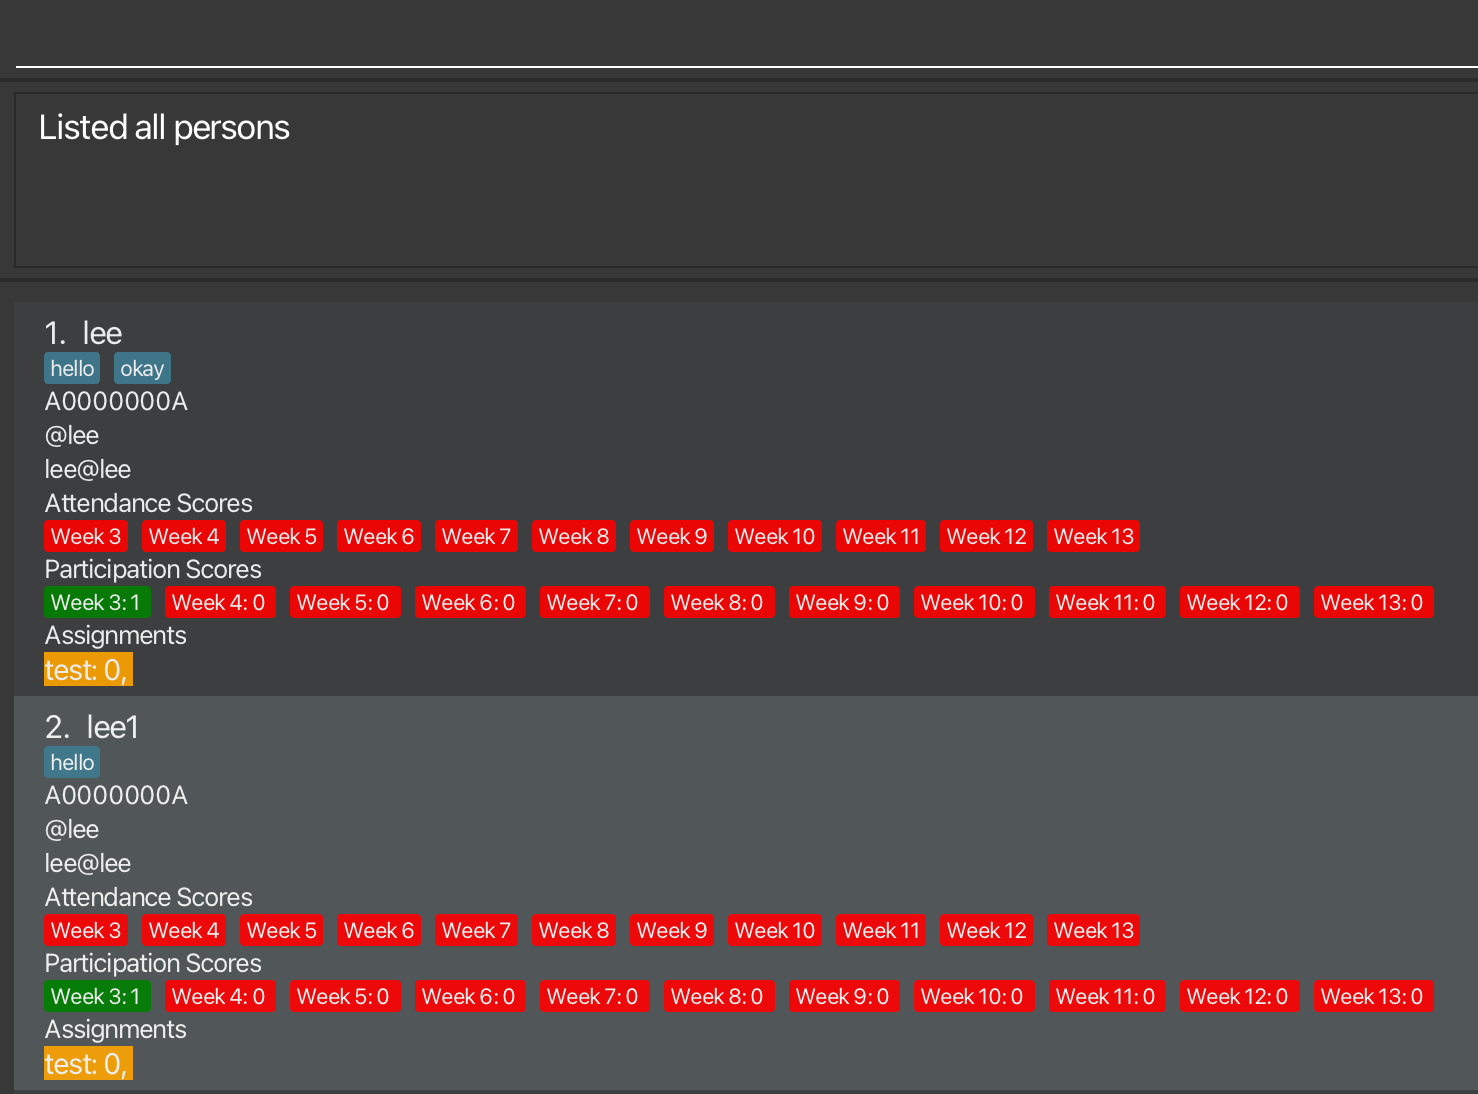 Listed all persons
1. lee
hello okay
A0000000A
@lee
lee@lee
Attendance Scores
Week 3 Week 4 Week 5 Week 6 Week 7 Week 8 Week 9 Week 10 Week 11 Week 12 Week 13
Participation Scores
Week 3: 1 Week 4: 0 Week 5: 0 Week 6: 0 Week 7: 0 Week 8: 0 Week 9: 0 Week 10: 0 Week 11: 0 Week 12: 0 Week 13: 0
Assignments
test: 0,
2. lee1
hello
A0000000A
@lee
lee@lee
Attendance Scores
Week 3 Week 4 Week 5 Week 6 Week 7 Week 8 Week 9 Week 10 Week 11 Week 12 Week 13
Participation Scores
Week 3: 1 Week 4: 0 Week 5: 0 Week 6: 0 Week 7: 0 Week 8: 0 Week 9: 0 Week 10: 0 Week 11: 0 Week 12: 0 Week 13: 0
Assignments
test: 0,